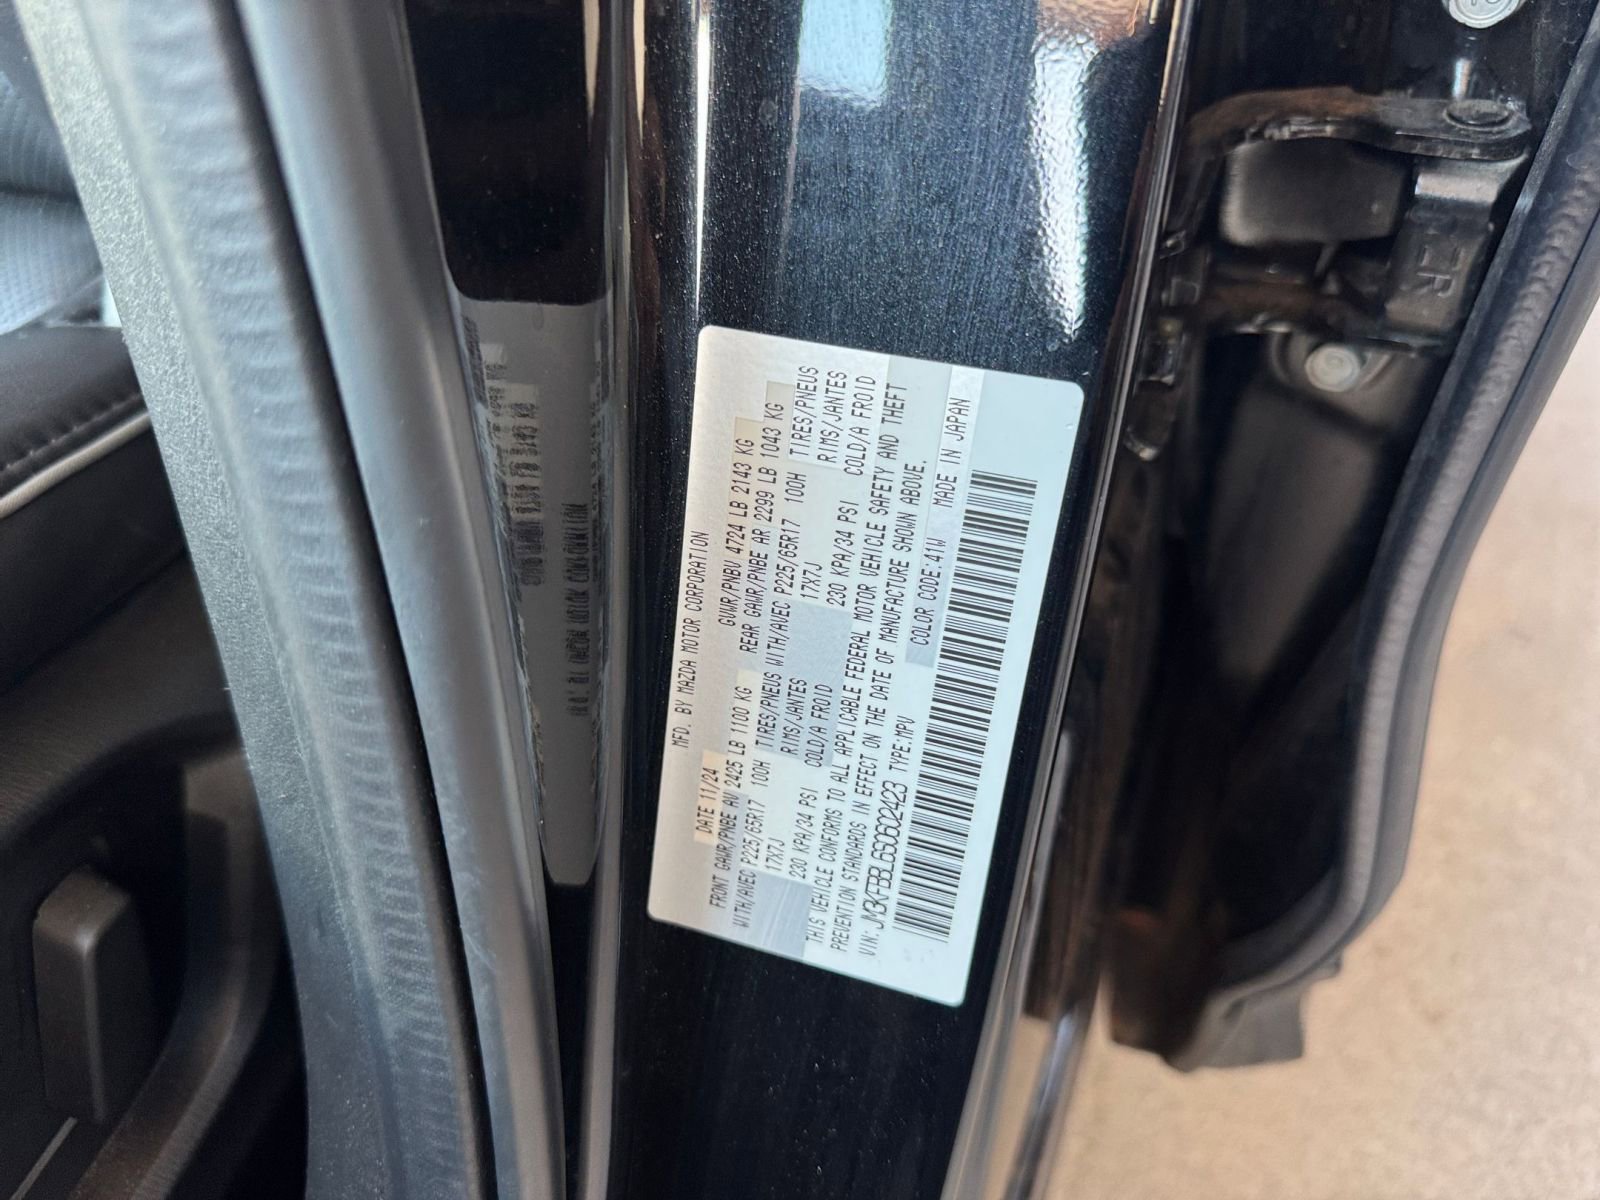 MFD. BY MAZDA MOTOR CORPORATION
DATE 11/24 GVWR/PNBV 4724 LB 2143 KG
FRONT GAWR/PNBE AV 2425 LB 1100 KG REAR GAWR/PNBE AR 2299 LB 1043 KG
WITH/AVEC P225/65R17 100H TIRES/PNEUS WITH/AVEC P225/65R17 100H TIRES/PNEUS
17X7J RIMS/JANTES 17X7J RIMS/JANTES
230 KPA/34 PSI COLD/A FROID 230 KPA/34 PSI COLD/A FROID
THIS VEHICLE CONFORMS TO ALL APPLICABLE FEDERAL MOTOR VEHICLE SAFETY AND THEFT
PREVENTION STANDARDS IN EFFECT ON THE DATE OF MANUFACTURE SHOWN ABOVE.
VIN: JM3KFBBL6S0602423 TYPE:MPV COLOR CODE:41W MADE IN JAPAN